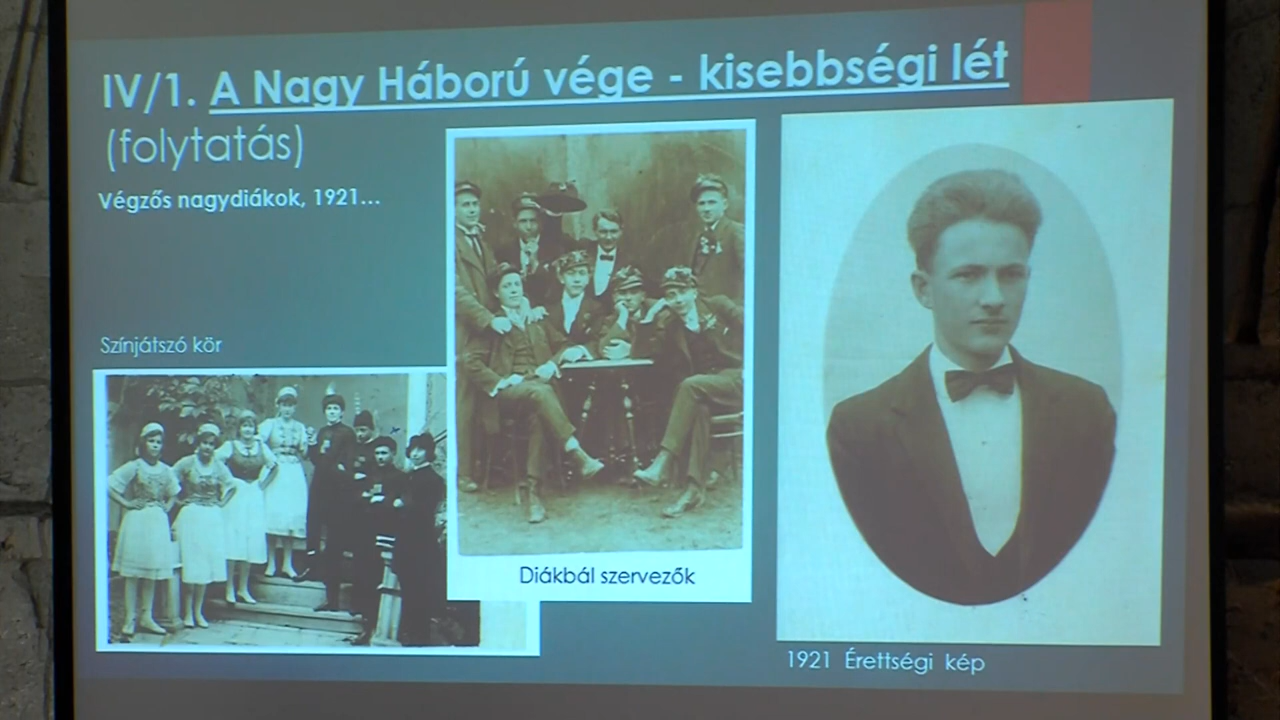 IV/1. A Nagy Háború vége - kisebbségi lét
(folytatás)
Végzős nagydiákok, 1921...
Színjátszó kör
Diákbál szervezők
1921 Érettségi kép